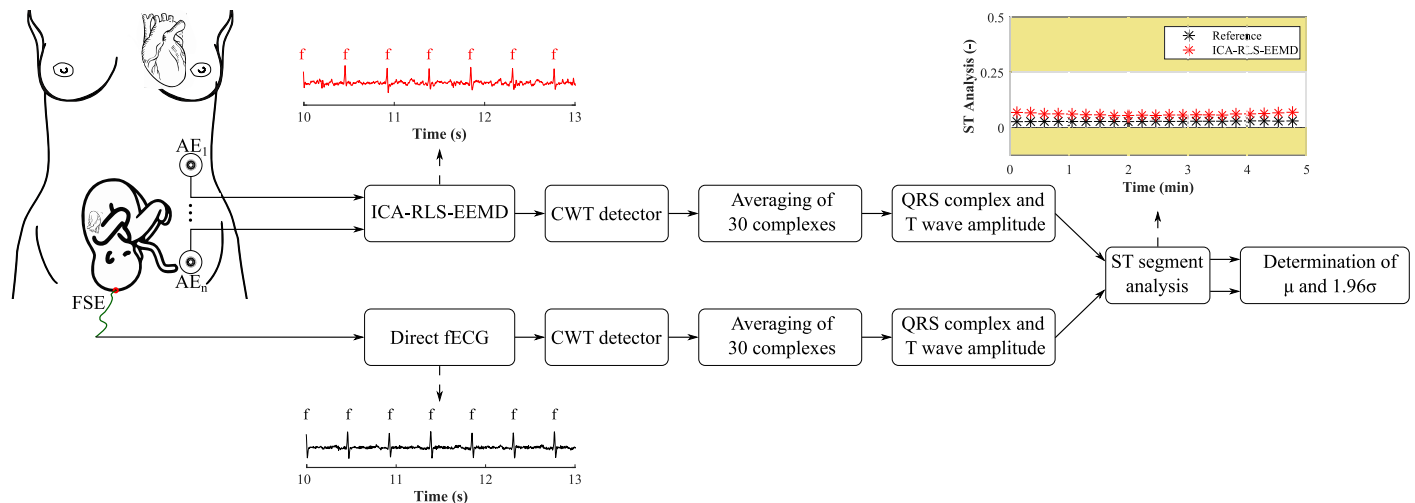 f f f f f f f
10 11 12 13
Time (s)
0.5
0.25
0
ST Analysis (-)
Reference
ICA-RLS-EEMD
0 1 2 3 4 5
Time (min)
AE1
AEn
FSE
ICA-RLS-EEMD
CWT detector
Averaging of
30 complexes
QRS complex and
T wave amplitude
ST segment
analysis
Determination of
μ and 1.96σ
Direct fECG
CWT detector
Averaging of
30 complexes
QRS complex and
T wave amplitude
f f f f f f f
10 11 12 13
Time (s)